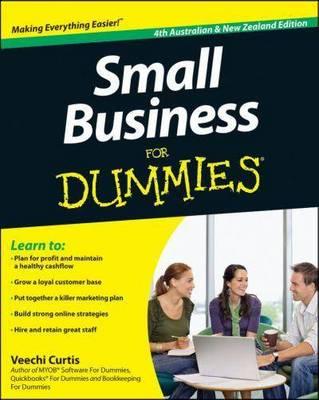 Making Everything Easier!™
4th Australian & New Zealand Edition
Small
Business
FOR
DUMMIES®
Learn to:
• Plan for profit and maintain
a healthy cashflow
• Grow a loyal customer base
• Put together a killer marketing plan
• Build strong online strategies
• Hire and retain great staff
Veechi Curtis
Author of MYOB® Software For Dummies,
Quickbooks® For Dummies and Bookkeeping
For Dummies